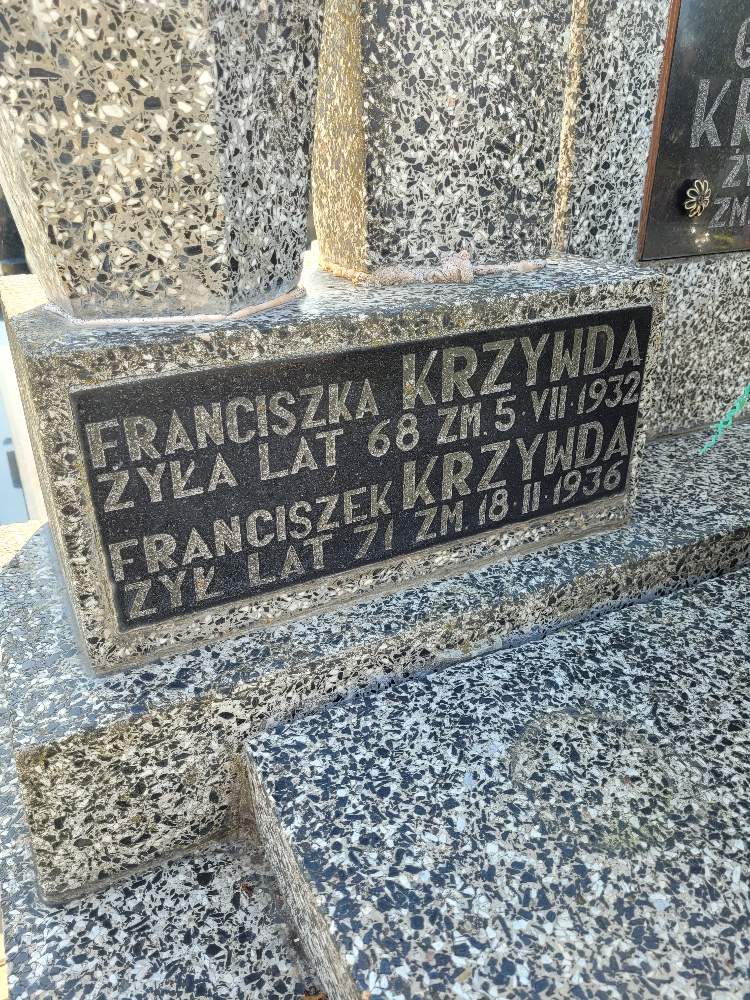 FRANCISZKA KRZYWDA
ŻYŁA LAT 68 ZM. 5·VII·1932
FRANCISZEK KRZYWDA
ŻYŁ LAT 71 ZM. 18·II·1936